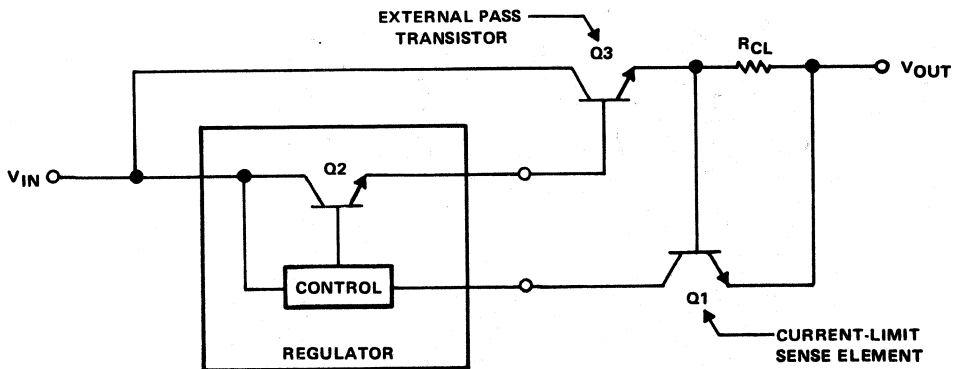 EXTERNAL PASS
TRANSISTOR
Q3
RCL
VOUT
VIN
Q2
CONTROL
REGULATOR
Q1
CURRENT-LIMIT
SENSE ELEMENT